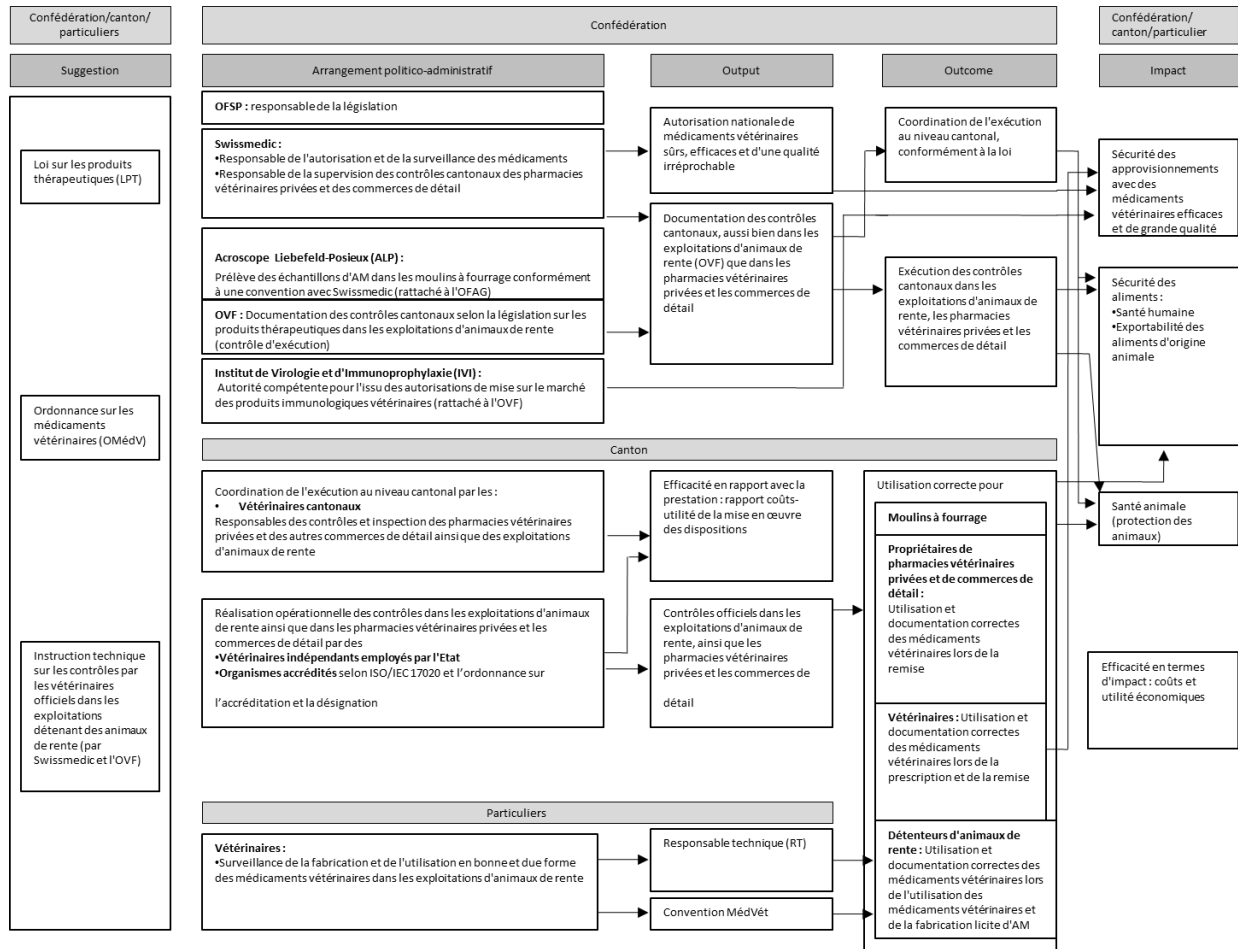 Confédération/canton/
particuliers
Confédération
Confédération/
canton/particulier
Suggestion
Arrangement politico-administratif
Output
Outcome
Impact
Loi sur les produits
thérapeutiques (LPT)
Ordonnance sur les
médicaments
vétérinaires (OMédV)
Instruction technique
sur les contrôles par
les vétérinaires
officiels dans les
exploitations
détenant des animaux
de rente (par
Swissmedic et l'OVF)
OFSP : responsable de la législation
Swissmedic :
•Responsable de l'autorisation et de la surveillance des médicaments
•Responsable de la supervision des contrôles cantonaux des pharmacies
vétérinaires privées et des commerces de détail
Acroscope Liebefeld-Posieux (ALP) :
Prélève des échantillons d'AM dans les moulins à fourrage conformément
à une convention avec Swissmedic (rattaché à l'OFAG)
OVF : Documentation des contrôles cantonaux selon la législation sur les
produits thérapeutiques dans les exploitations d'animaux de rente
(contrôle d'exécution)
Institut de Virologie et d'Immunoprophylaxie (IVI) :
Autorité compétente pour l'issu des autorisations de mise sur le marché
des produits immunologiques vétérinaires (rattaché à l'OVF)
Autorisation nationale de
médicaments vétérinaires
sûrs, efficaces et d'une qualité
irréprochable
Documentation des contrôles
cantonaux, aussi bien dans les
exploitations d'animaux de
rente (OVF) que dans les
pharmacies vétérinaires
privées et les commerces de
détail
Coordination de l'exécution
au niveau cantonal,
conformément à la loi
Exécution des contrôles
cantonaux dans les
exploitations d'animaux de
rente, les pharmacies
vétérinaires privées et les
commerces de détail
Sécurité des
approvisionnements
avec des
médicaments
vétérinaires efficaces
et de grande qualité
Sécurité des
aliments :
•Santé humaine
•Exportabilité des
aliments d'origine
animale
Santé animale
(protection des
animaux)
Efficacité en termes
d'impact : coûts et
utilité économiques
Canton
Coordination de l'exécution au niveau cantonal par les :
• Vétérinaires cantonaux
Responsables des contrôles et inspection des pharmacies vétérinaires
privées et des autres commerces de détail ainsi que des exploitations
d'animaux de rente
Réalisation opérationnelle des contrôles dans les exploitations d'animaux
de rente ainsi que dans les pharmacies vétérinaires privées et les
commerces de détail par des
•Vétérinaires indépendants employés par l'Etat
•Organismes accrédités selon ISO/IEC 17020 et l’ordonnance sur
l’accréditation et la désignation
Efficacité en rapport avec la
prestation : rapport coûts-
utilité de la mise en œuvre
des dispositions
Contrôles officiels dans les
exploitations d'animaux de
rente, ainsi que les
pharmacies vétérinaires
privées et les commerces de
détail
Utilisation correcte pour
Moulins à fourrage
Propriétaires de
pharmacies vétérinaires
privées et de commerces de
détail :
Utilisation et
documentation correctes
des médicaments
vétérinaires lors de la
remise
Vétérinaires : Utilisation et
documentation correctes
des médicaments
vétérinaires lors de la
prescription et de la remise
Détenteurs d'animaux de
rente : Utilisation et
documentation correctes des
médicaments vétérinaires lors
de l'utilisation des
médicaments vétérinaires et
de la fabrication licite d'AM
Particuliers
Vétérinaires :
•Surveillance de la fabrication et de l'utilisation en bonne et due forme
des médicaments vétérinaires dans les exploitations d'animaux de rente
Responsable technique (RT)
Convention MédVét